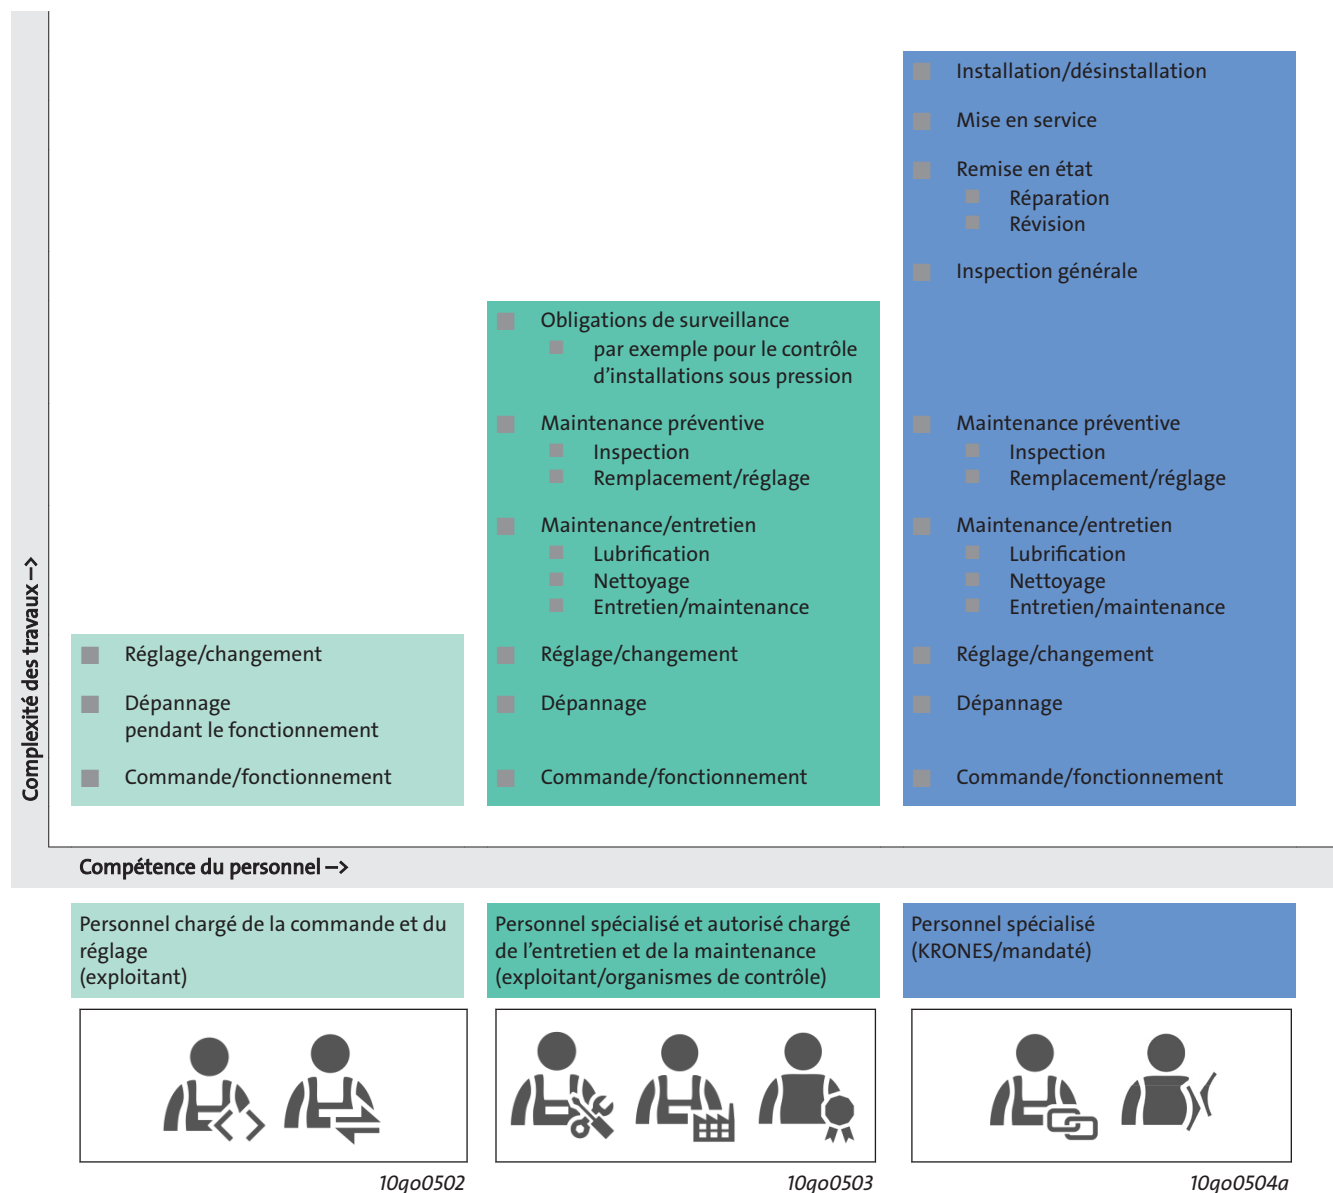 Installation/désinstallation
Mise en service
Remise en état
Réparation
Révision
Inspection générale
Obligations de surveillance
par exemple pour le contrôle
d'installations sous pression
Maintenance préventive
Inspection
Remplacement/réglage
Maintenance/entretien
Lubrification
Nettoyage
Entretien/maintenance
Maintenance préventive
Inspection
Remplacement/réglage
Maintenance/entretien
Lubrification
Nettoyage
Entretien/maintenance
Complexité des travaux –>
Réglage/changement
Dépannage
pendant le fonctionnement
Commande/fonctionnement
Réglage/changement
Dépannage
Commande/fonctionnement
Réglage/changement
Dépannage
Commande/fonctionnement
Compétence du personnel –>
Personnel chargé de la commande et du
réglage
(exploitant)
Personnel spécialisé et autorisé chargé
de l'entretien et de la maintenance
(exploitant/organismes de contrôle)
Personnel spécialisé
(KRONES/mandaté)
10qo0502
10qo0503
10qo0504a